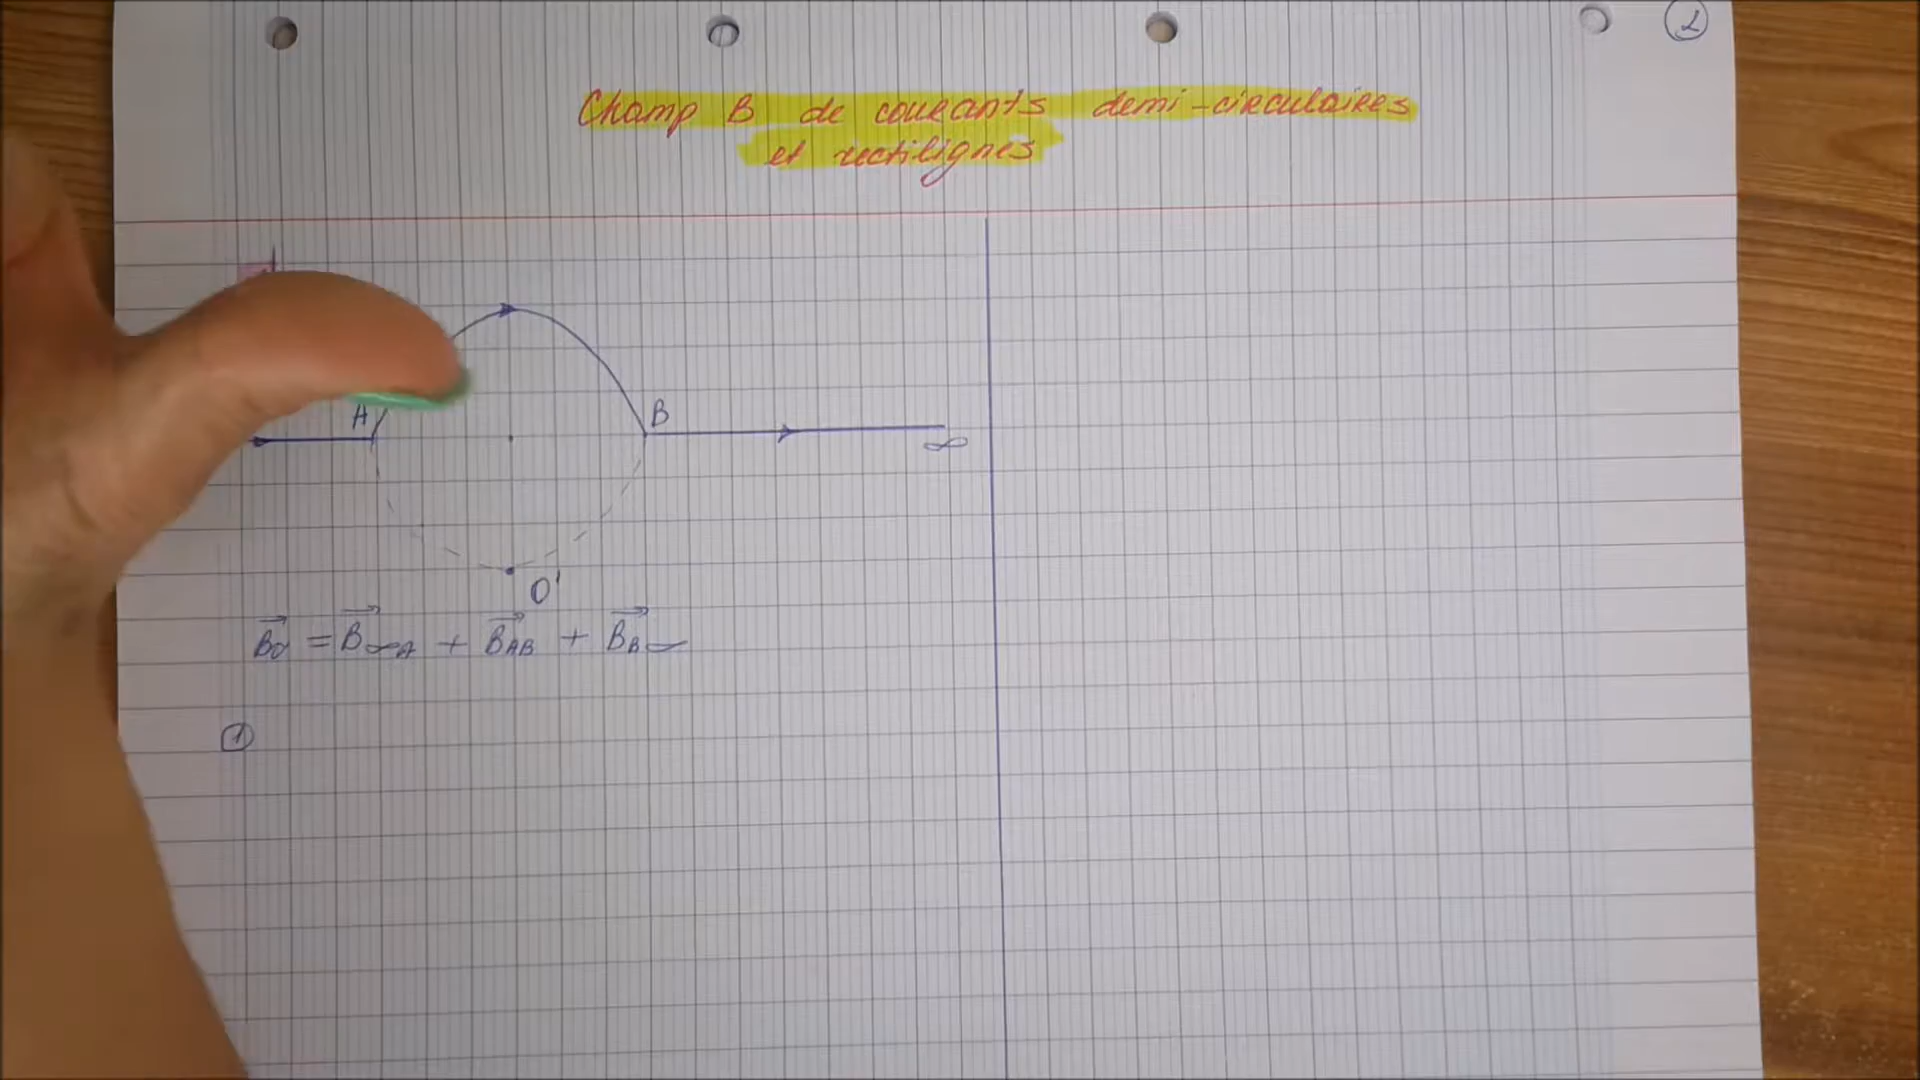 2
Champ B de courants demi-circulaires
et rectilignes
A
B
∞
O'
B⃗O' = B⃗∞A + B⃗AB + B⃗B∞
1